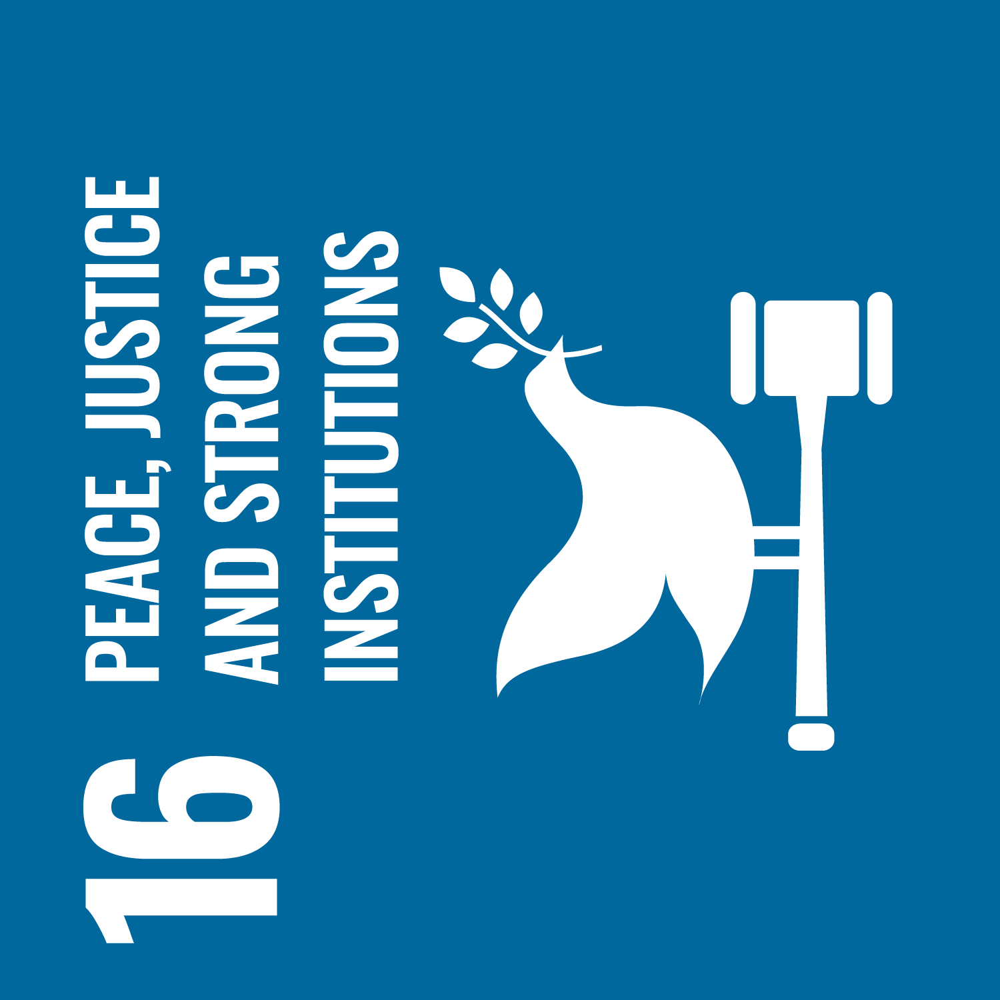 16
PEACE, JUSTICE
AND STRONG
INSTITUTIONS